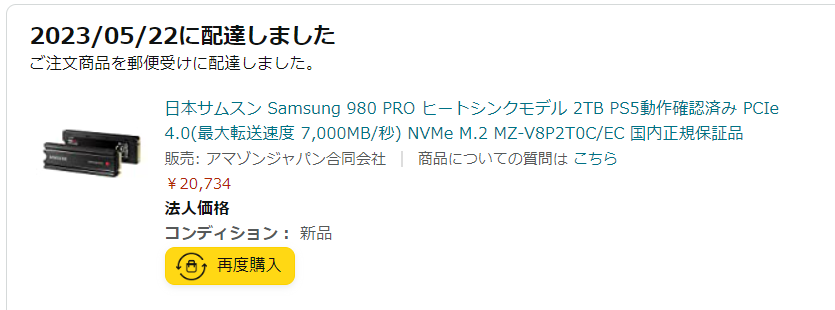 2023/05/22に配達しました
ご注文商品を郵便受けに配達しました。
日本サムスン Samsung 980 PRO ヒートシンクモデル 2TB PS5動作確認済み PCIe
4.0(最大転送速度 7,000MB/秒) NVMe M.2 MZ-V8P2T0C/EC 国内正規保証品
販売: アマゾンジャパン合同会社 | 商品についての質問は こちら
￥20,734
法人価格
コンディション： 新品
再度購入
SAMSUNG